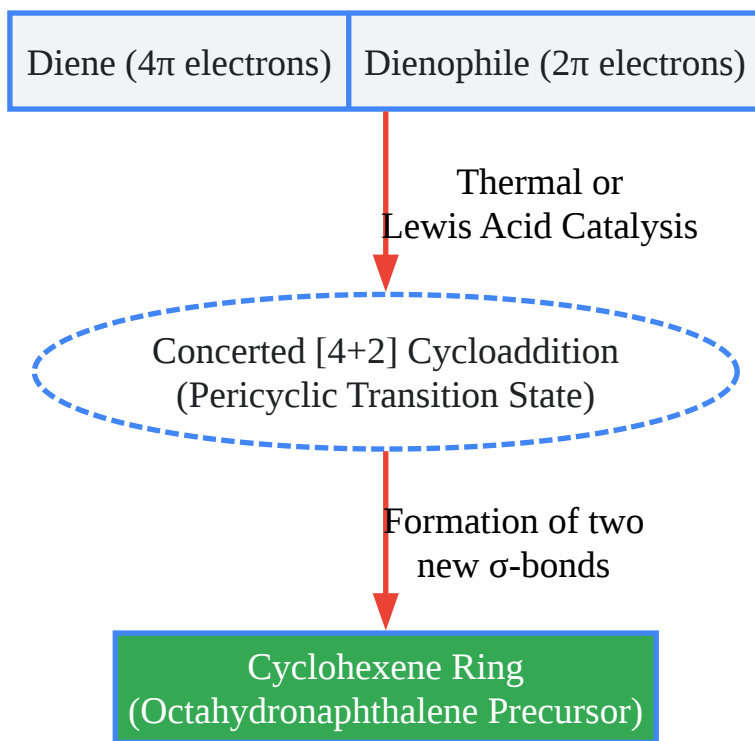 Diene (4π electrons)
Dienophile (2π electrons)
Thermal or
Lewis Acid Catalysis
Concerted [4+2] Cycloaddition
(Pericyclic Transition State)
Formation of two
new σ-bonds
Cyclohexene Ring
(Octahydronaphthalene Precursor)